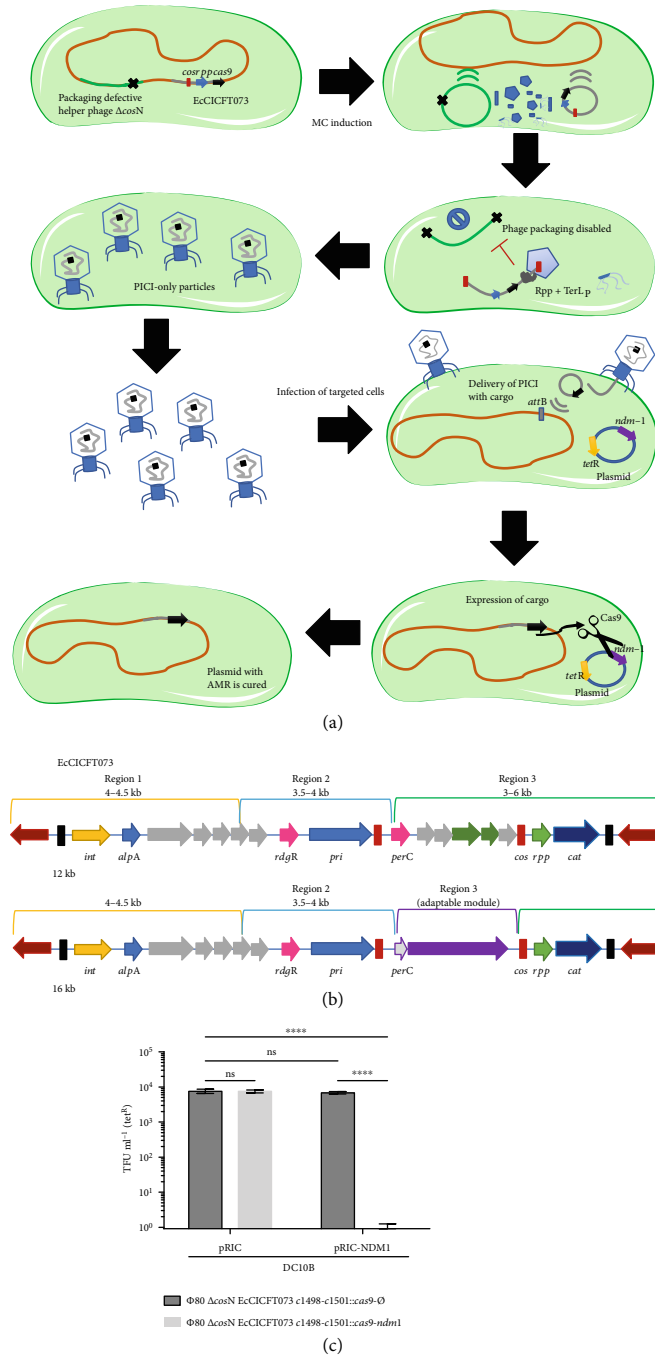 cosrppcas9
Packaging defective
helper phage ΔcosN
EcCICFT073
MC induction
Phage packaging disabled
Rpp + TerLp
PICI-only particles
Infection of targeted cells
Delivery of PICI
with cargo
attB
ndm–1
tetR
Plasmid
Expression of cargo
Cas9
ndm–1
tetR
Plasmid
Plasmid with
AMR is cured
(a)
EcCICFT073
Region 1
4–4.5 kb
Region 2
3.5–4 kb
Region 3
3–6 kb
int
alpA
rdgR
pri
perC
cos
rpp
cat
12 kb
4–4.5 kb
Region 2
3.5–4 kb
Region 3
(adaptable module)
int
alpA
rdgR
pri
perC
cos
rpp
cat
16 kb
(b)
****
ns
ns
****
TFU ml⁻¹ (tetᴿ)
10⁵
10⁴
10³
10²
10¹
10⁰
pRIC
pRIC-NDM1
DC10B
Φ80 ΔcosN EcCICFT073 c1498-c1501::cas9-Ø
Φ80 ΔcosN EcCICFT073 c1498-c1501::cas9-ndm1
(c)